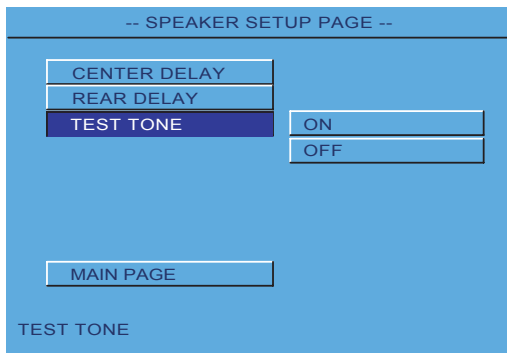 -- SPEAKER SETUP PAGE --
CENTER DELAY
REAR DELAY
TEST TONE
ON
OFF
MAIN PAGE
TEST TONE